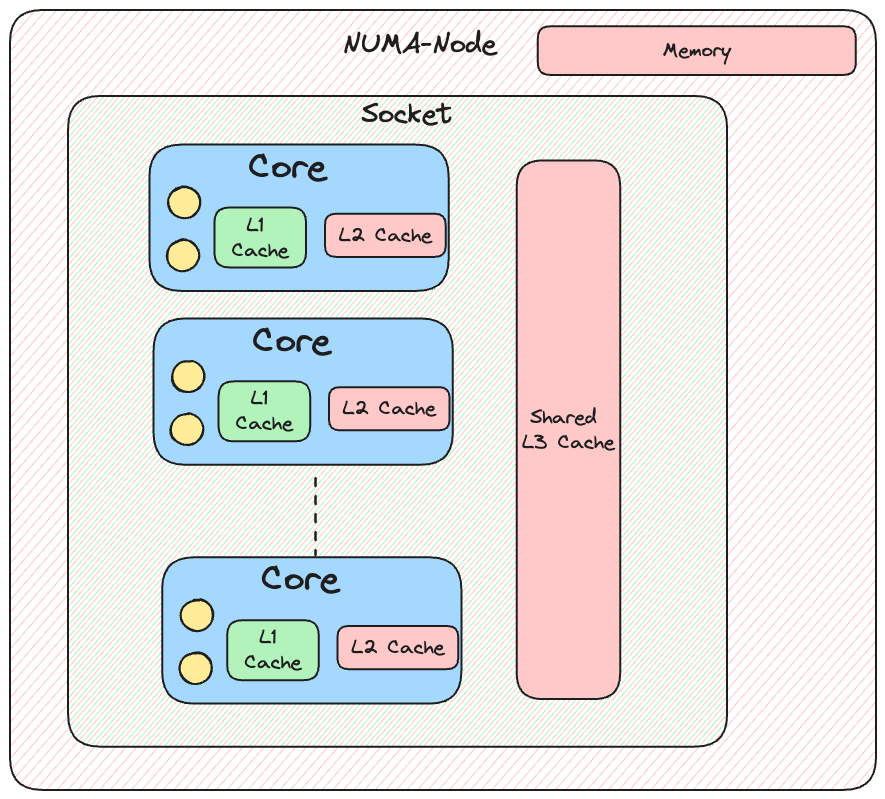 NUMA-Node
Memory
Socket
Core
L1
Cache
L2 Cache
Core
L1
Cache
L2 Cache
Shared
L3 Cache
Core
L1
Cache
L2 Cache